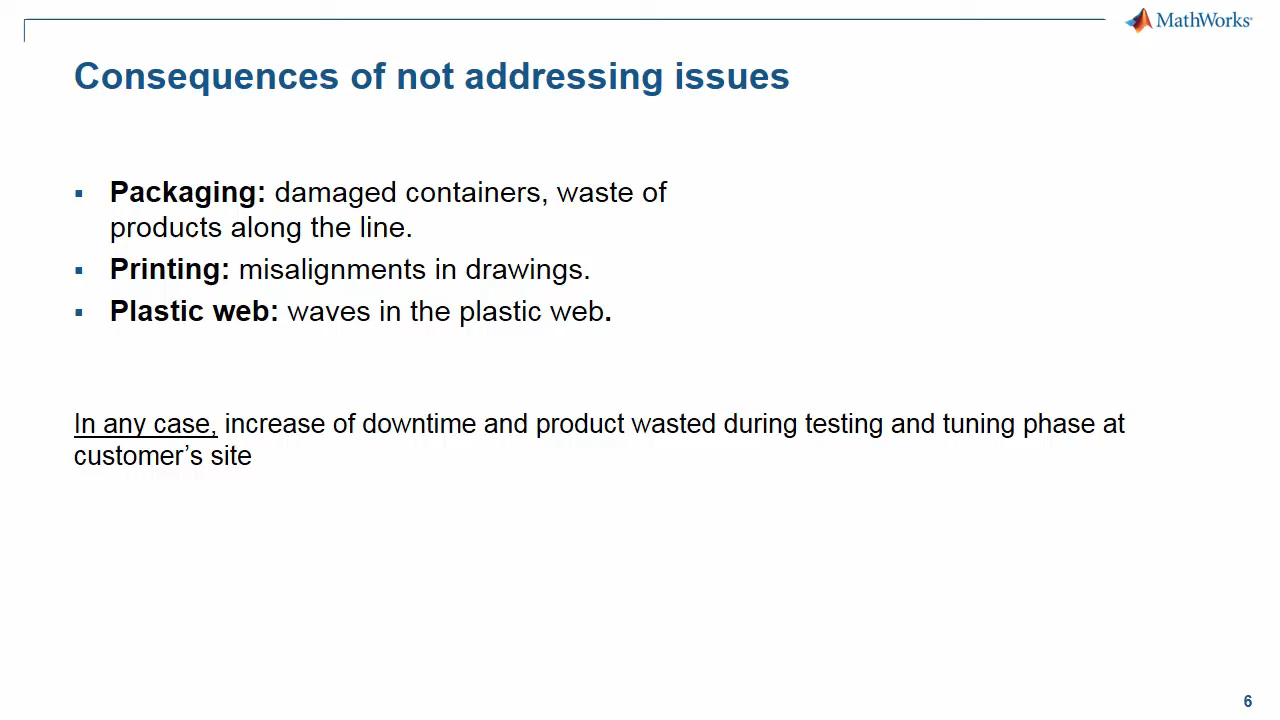 MathWorks
Consequences of not addressing issues
▪ Packaging: damaged containers, waste of
products along the line.
▪ Printing: misalignments in drawings.
▪ Plastic web: waves in the plastic web.
In any case, increase of downtime and product wasted during testing and tuning phase at
customer’s site
6